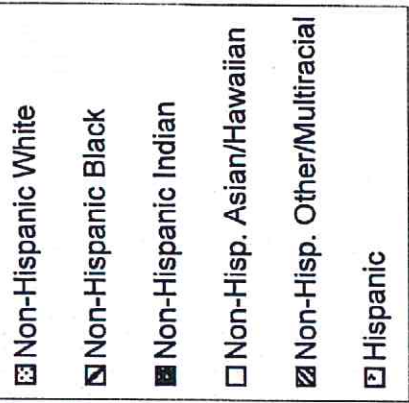 Non-Hispanic White
Non-Hispanic Black
Non-Hispanic Indian
Non-Hisp. Asian/Hawaiian
Non-Hisp. Other/Multiracial
Hispanic